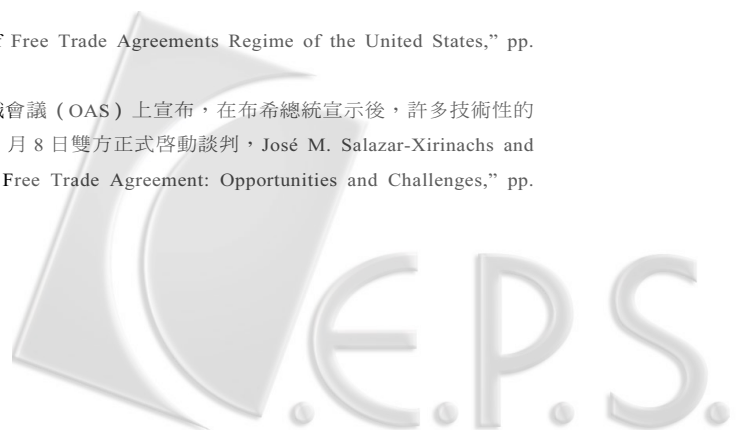 Free Trade Agreements Regime of the United States,” pp.
會議（OAS）上宣布，在布希總統宣示後，許多技術性的
月 8 日雙方正式啓動談判，José M. Salazar-Xirinachs and
Free Trade Agreement: Opportunities and Challenges,” pp.
C.E.P.S.